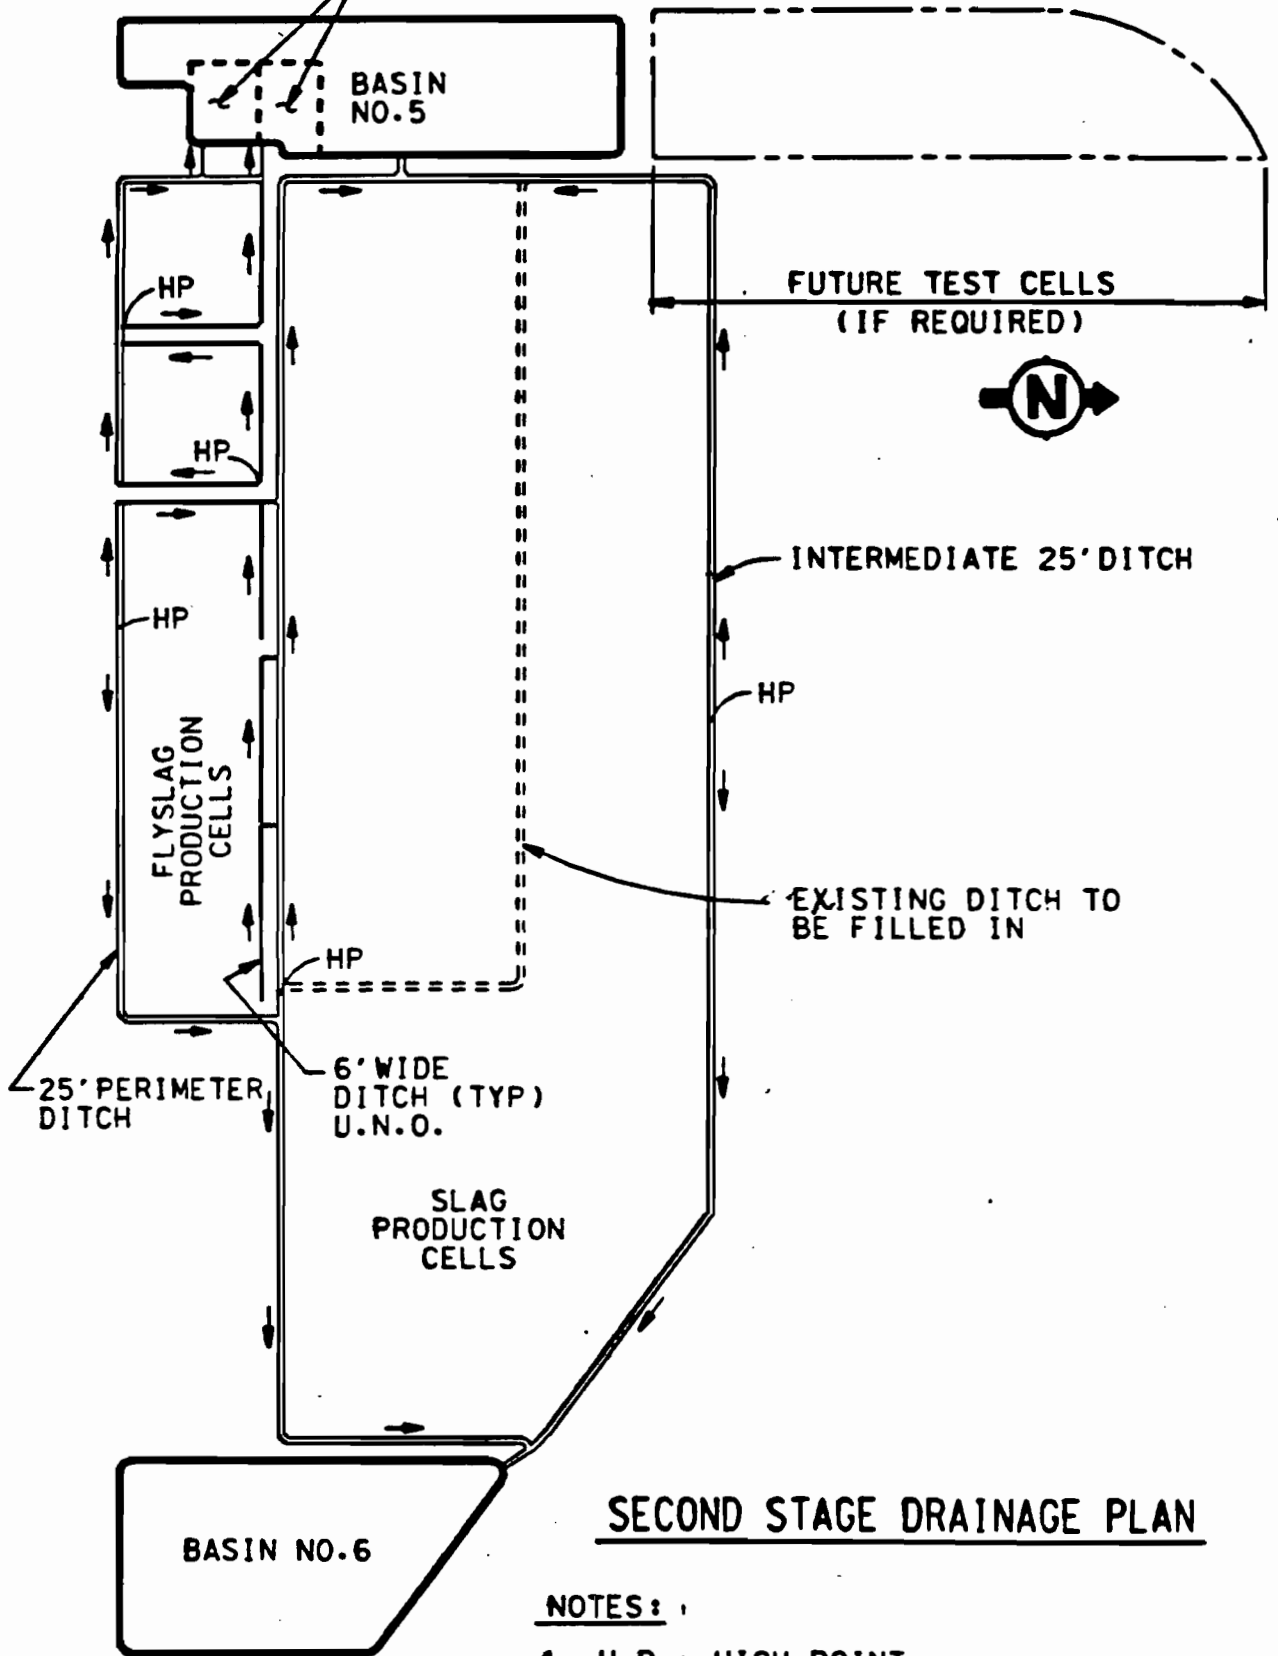 BASIN
NO.5
FUTURE TEST CELLS
(IF REQUIRED)
N
HP
HP
INTERMEDIATE 25' DITCH
HP
HP
FLYSLAG
PRODUCTION
CELLS
EXISTING DITCH TO
BE FILLED IN
HP
25' PERIMETER
DITCH
6' WIDE
DITCH (TYP)
U.N.O.
SLAG
PRODUCTION
CELLS
SECOND STAGE DRAINAGE PLAN
BASIN NO.6
NOTES:
HIGH POINT